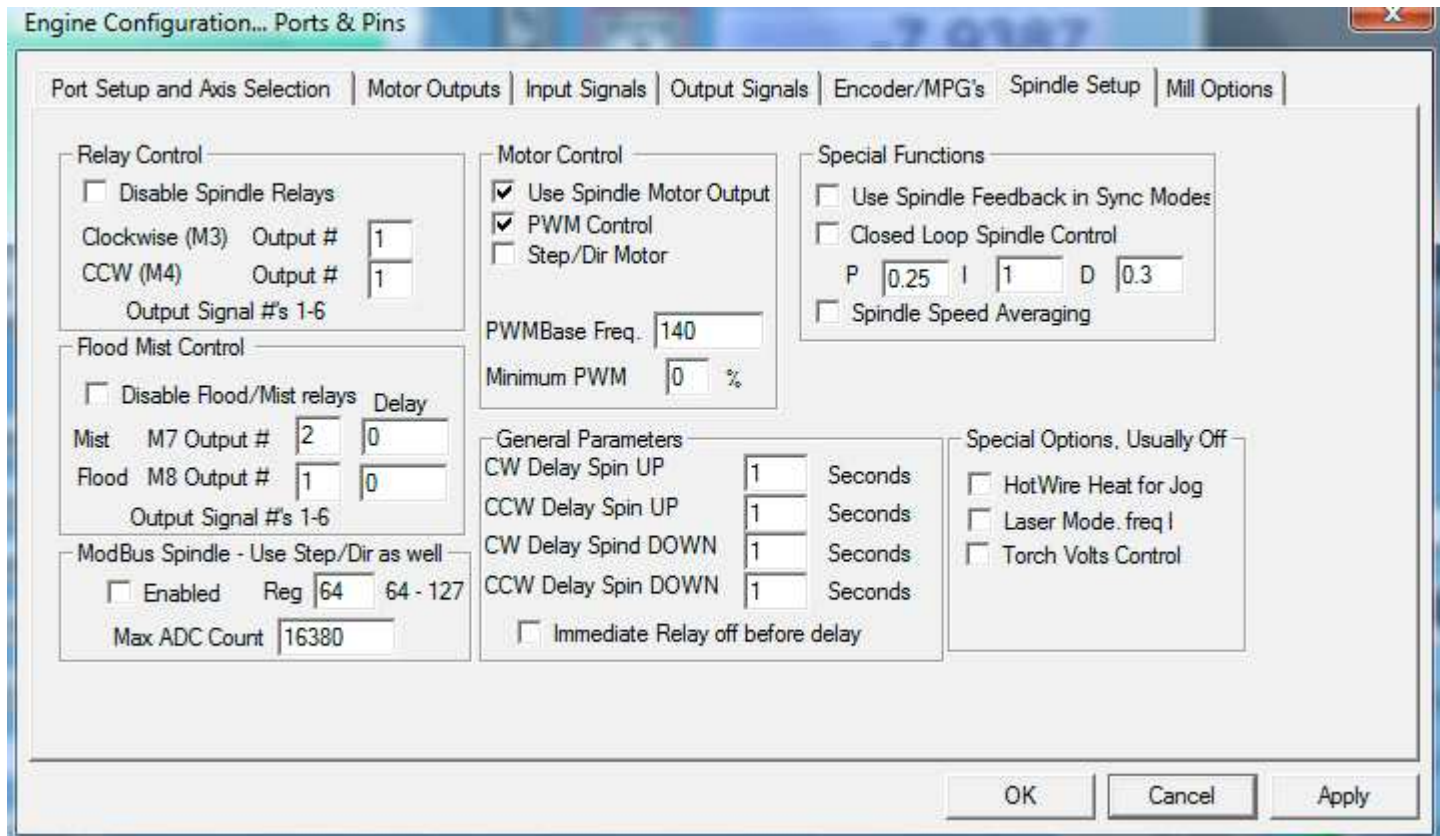 Engine Configuration... Ports & Pins
-7.9387
Port Setup and Axis Selection Motor Outputs Input Signals Output Signals Encoder/MPG's Spindle Setup Mill Options
Relay Control
Disable Spindle Relays
Clockwise (M3) Output # 1
CCW (M4) Output # 1
Output Signal #'s 1-6
Flood Mist Control
Disable Flood/Mist relays Delay
Mist M7 Output # 2 0
Flood M8 Output # 1 0
Output Signal #'s 1-6
ModBus Spindle - Use Step/Dir as well
Enabled Reg 64 64 - 127
Max ADC Count 16380
Motor Control
Use Spindle Motor Output
PWM Control
Step/Dir Motor
PWMBase Freq. 140
Minimum PWM 0 %
General Parameters
CW Delay Spin UP 1 Seconds
CCW Delay Spin UP 1 Seconds
CW Delay Spind DOWN 1 Seconds
CCW Delay Spin DOWN 1 Seconds
Immediate Relay off before delay
Special Functions
Use Spindle Feedback in Sync Modes
Closed Loop Spindle Control
P 0.25 I 1 D 0.3
Spindle Speed Averaging
Special Options, Usually Off
HotWire Heat for Jog
Laser Mode. freq
Torch Volts Control
OK Cancel Apply